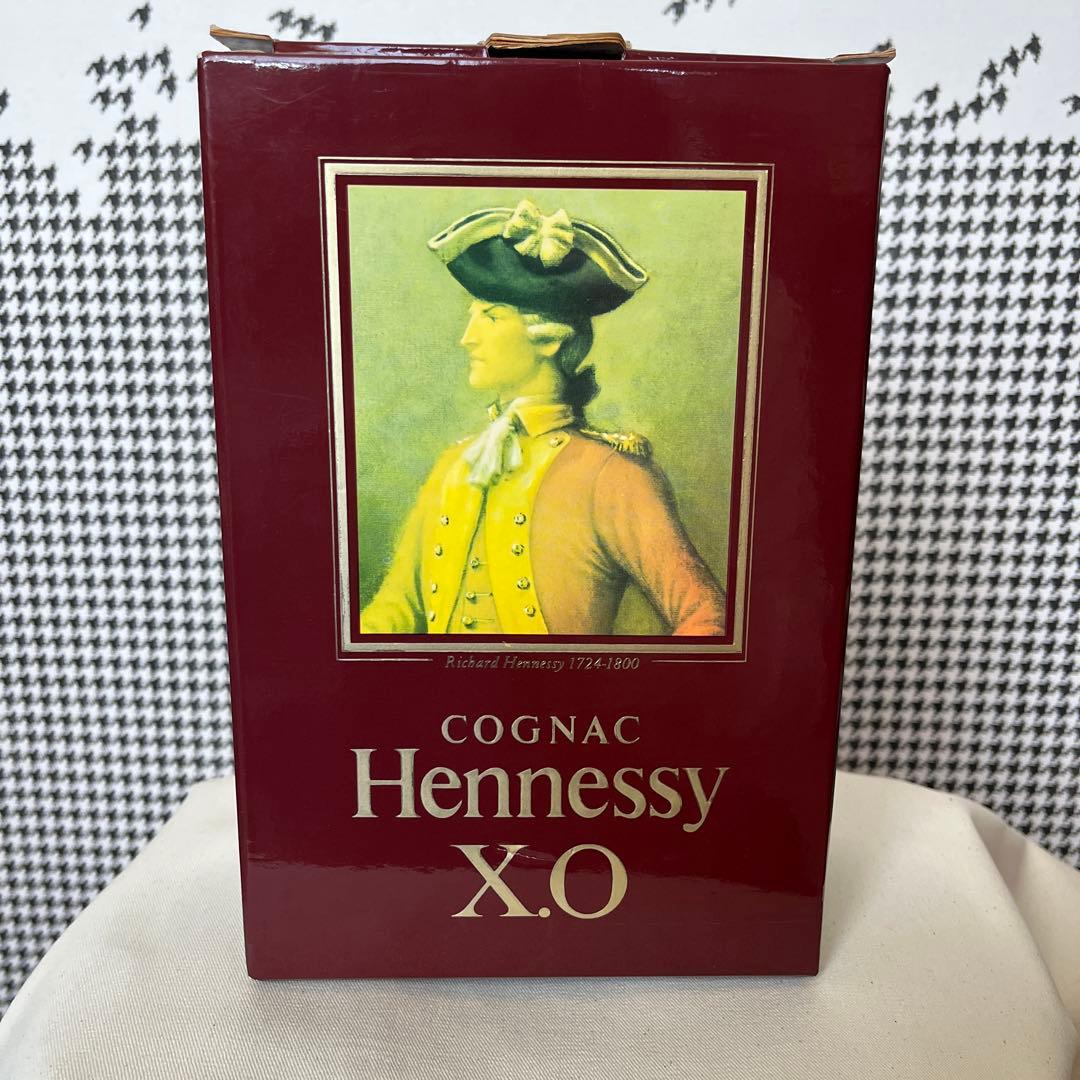 Richard Hennessy 1724-1800
COGNAC
Hennessy
X.O